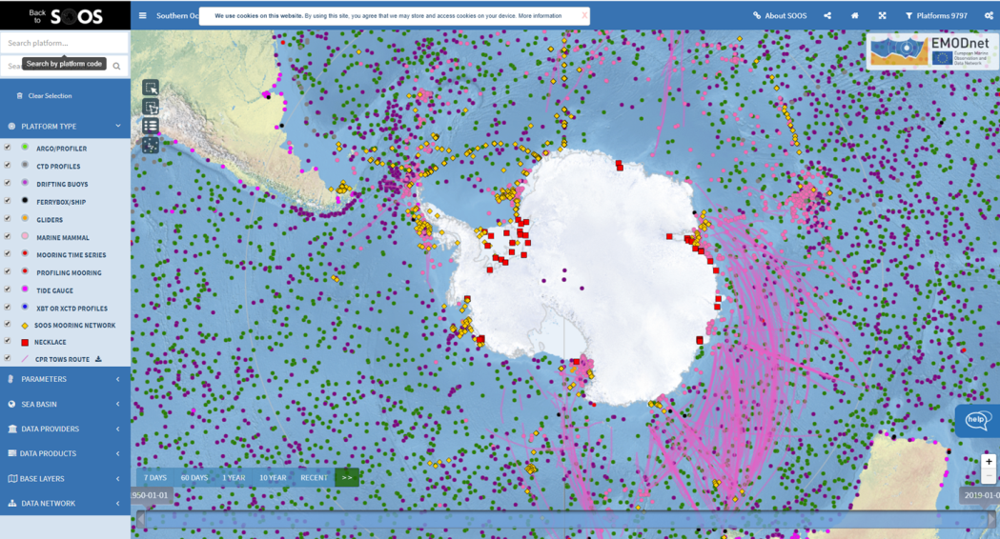 Back
to SOOS
Southern Oc
We use cookies on this website. By using this site, you agree that we may store and access cookies on your device. More information X
About SOOS
Platforms 9797
Search platform...
Sea
Search by platform code
Clear Selection
EMODnet
European Marine
Observation and
Data Network
PLATFORM TYPE
ARGO/PROFILER
CTD PROFILES
DRIFTING BUOYS
FERRYBOX/SHIP
GLIDERS
MARINE MAMMAL
MOORING TIME SERIES
PROFILING MOORING
TIDE GAUGE
XBT OR XCTD PROFILES
SOOS MOORING NETWORK
NECKLACE
CPR TOWS ROUTE
PARAMETERS
SEA BASIN
DATA PROVIDERS
DATA PRODUCTS
BASE LAYERS
DATA NETWORK
help
+
−
7 DAYS 60 DAYS 1 YEAR 10 YEAR RECENT >>
1950-01-01
2019-01-0